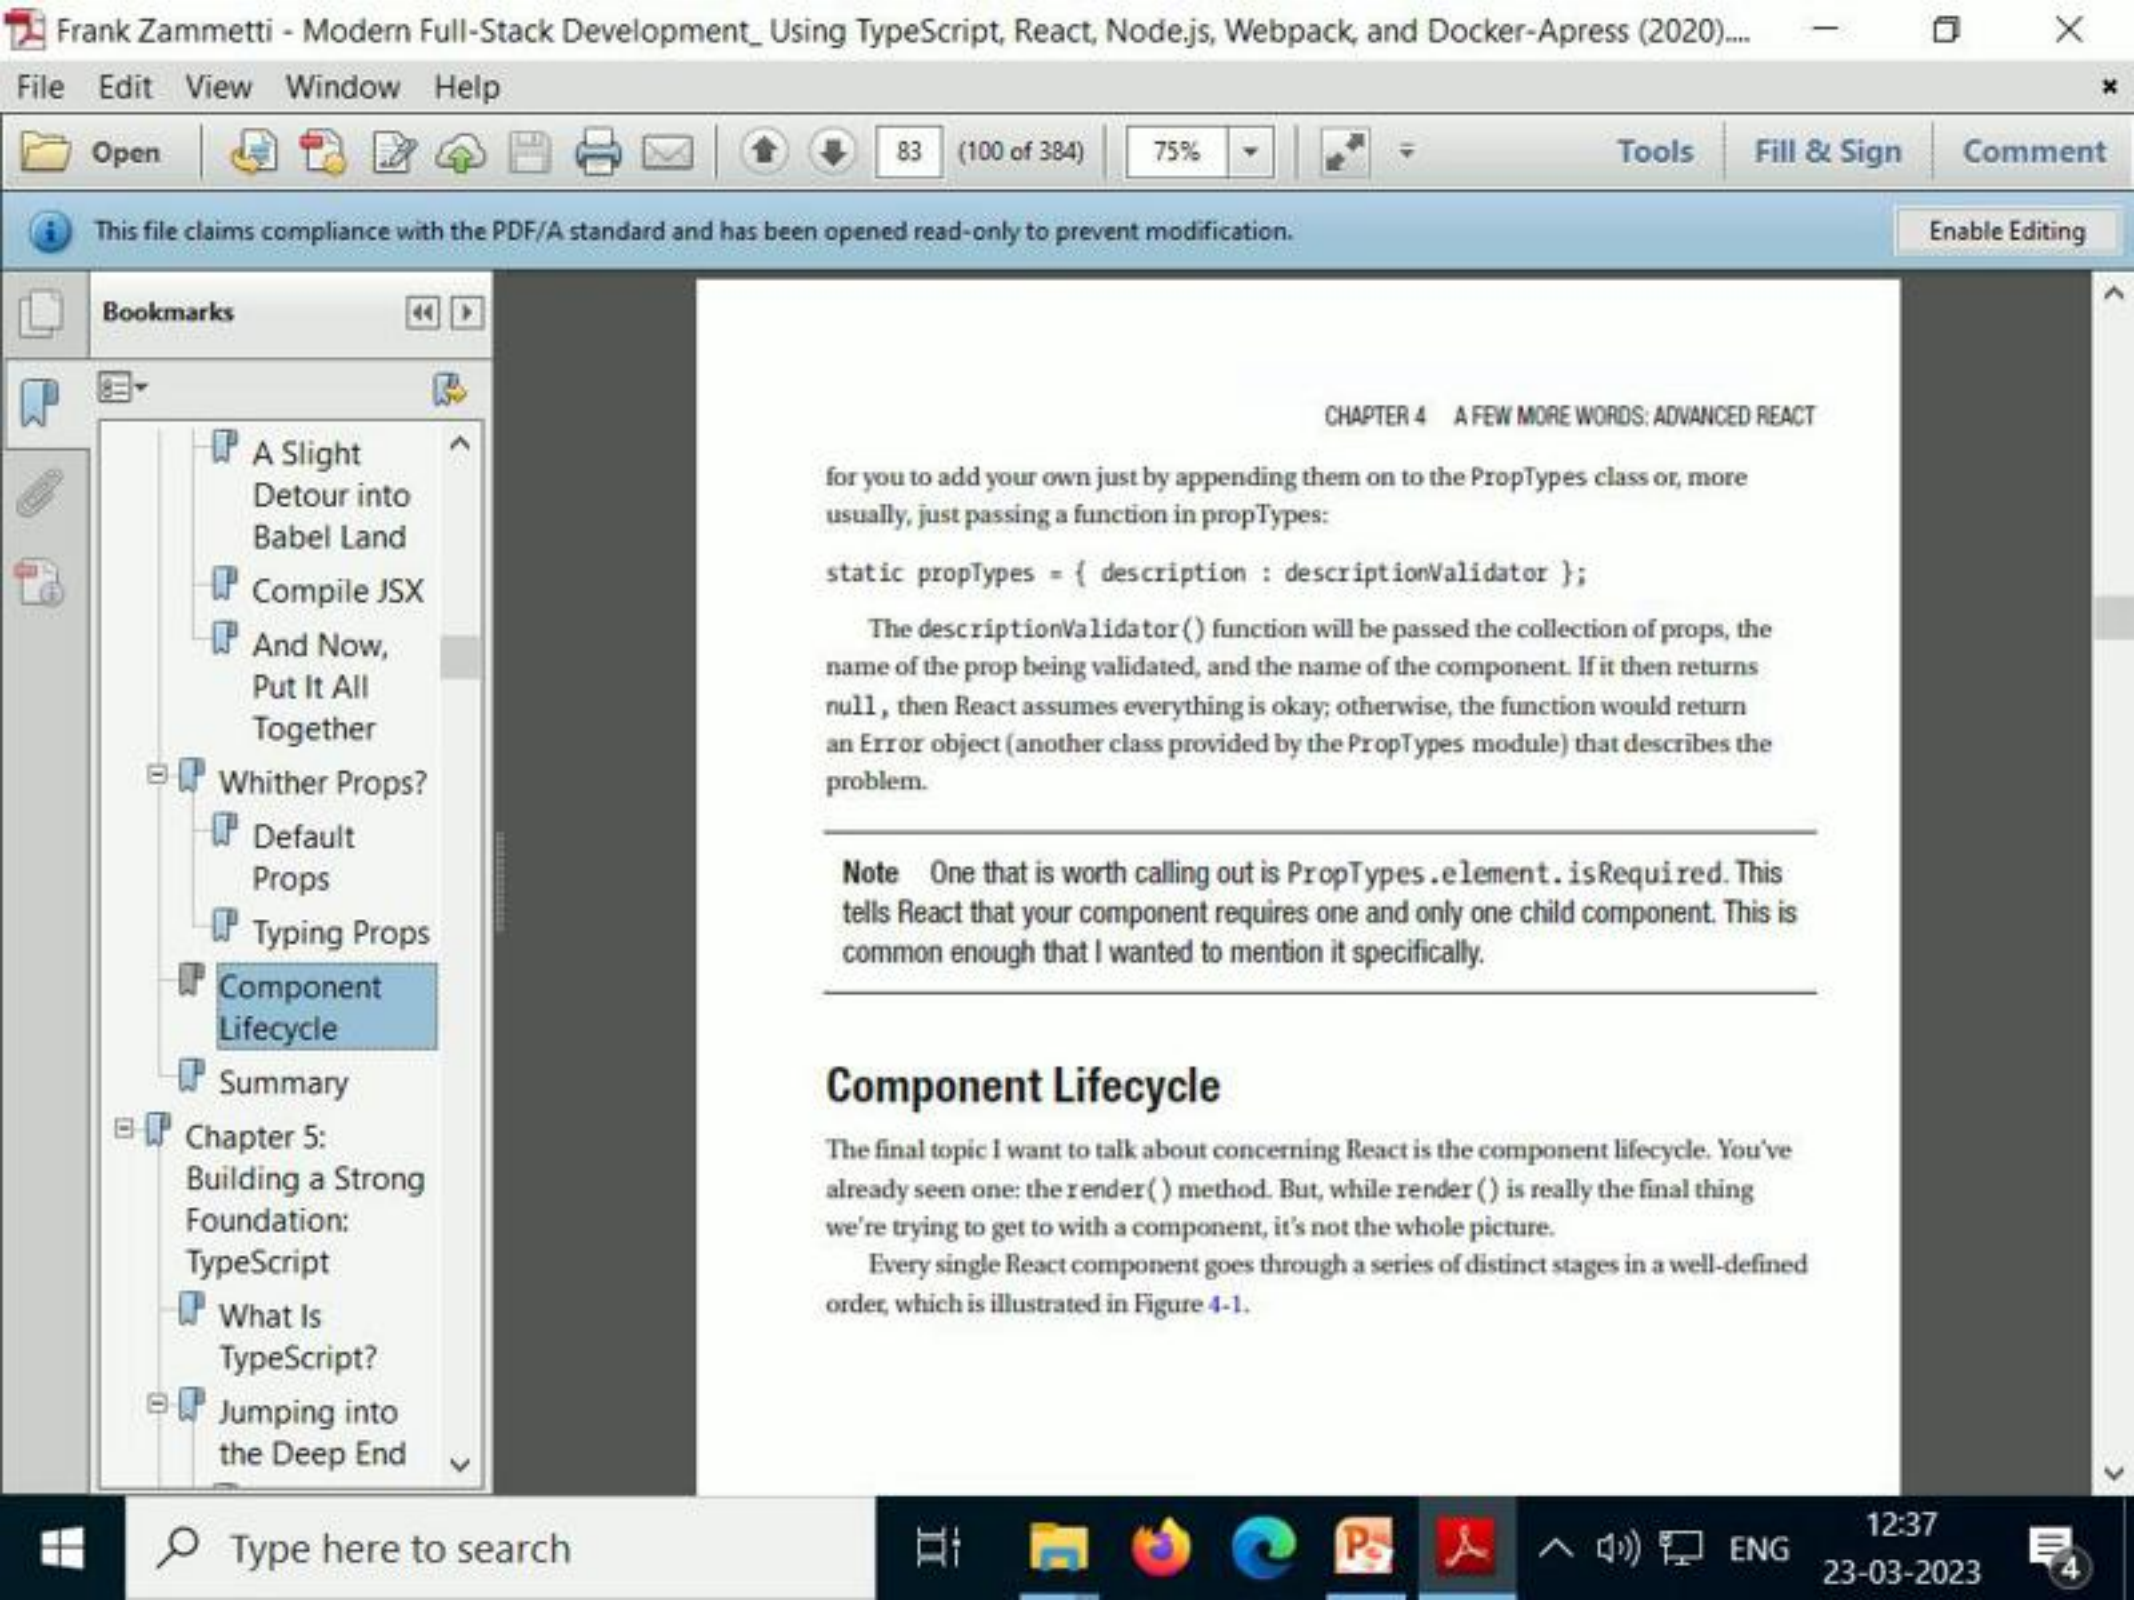 Frank Zammetti - Modern Full-Stack Development_ Using TypeScript, React, Node.js, Webpack, and Docker-Apress (2020)....
File Edit View Window Help
Open 83 (100 of 384) 75% Tools Fill & Sign Comment
This file claims compliance with the PDF/A standard and has been opened read-only to prevent modification. Enable Editing
Bookmarks
A Slight
Detour into
Babel Land
Compile JSX
And Now,
Put It All
Together
Whither Props?
Default
Props
Typing Props
Component
Lifecycle
Summary
Chapter 5:
Building a Strong
Foundation:
TypeScript
What Is
TypeScript?
Jumping into
the Deep End
CHAPTER 4 A FEW MORE WORDS: ADVANCED REACT
for you to add your own just by appending them on to the PropTypes class or, more
usually, just passing a function in propTypes:
static propTypes = { description : descriptionValidator };
The descriptionValidator() function will be passed the collection of props, the
name of the prop being validated, and the name of the component. If it then returns
null, then React assumes everything is okay; otherwise, the function would return
an Error object (another class provided by the PropTypes module) that describes the
problem.
Note One that is worth calling out is PropTypes.element.isRequired. This
tells React that your component requires one and only one child component. This is
common enough that I wanted to mention it specifically.
Component Lifecycle
The final topic I want to talk about concerning React is the component lifecycle. You've
already seen one: the render() method. But, while render() is really the final thing
we're trying to get to with a component, it's not the whole picture.
Every single React component goes through a series of distinct stages in a well-defined
order, which is illustrated in Figure 4-1.
Type here to search
ENG
12:37
23-03-2023
4